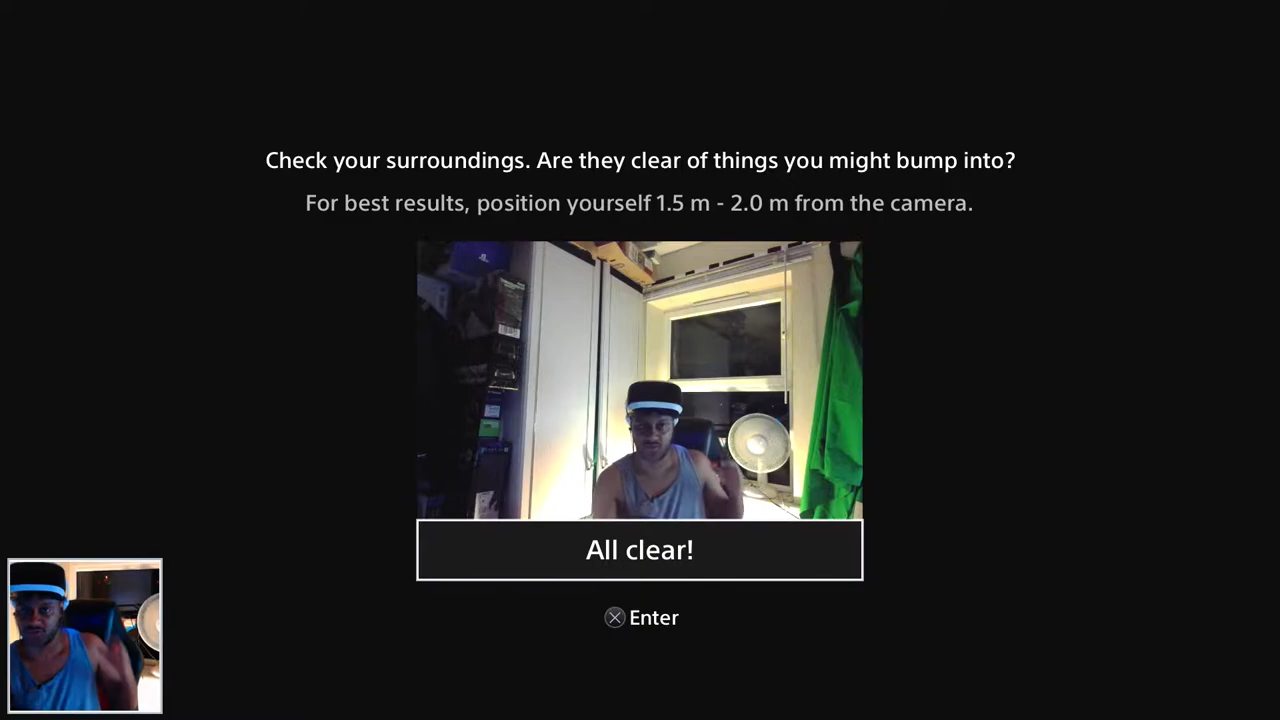 Check your surroundings. Are they clear of things you might bump into?
For best results, position yourself 1.5 m - 2.0 m from the camera.
All clear!
Enter